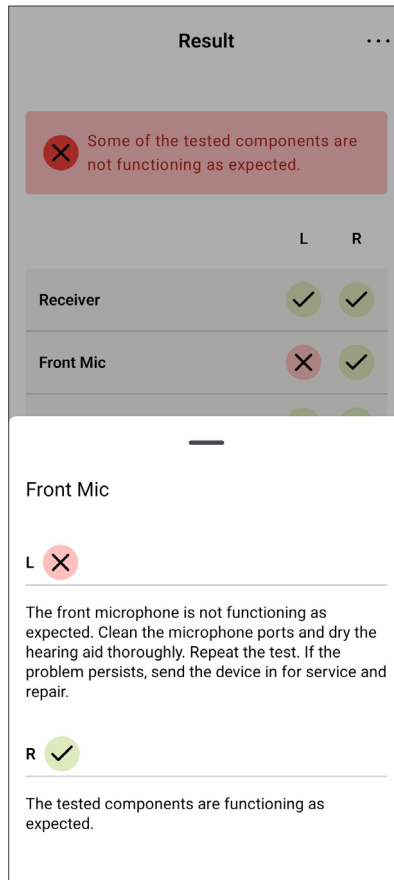 Result
...
Some of the tested components are
not functioning as expected.
L R
Receiver
Front Mic
Front Mic
L
The front microphone is not functioning as
expected. Clean the microphone ports and dry the
hearing aid thoroughly. Repeat the test. If the
problem persists, send the device in for service and
repair.
R
The tested components are functioning as
expected.